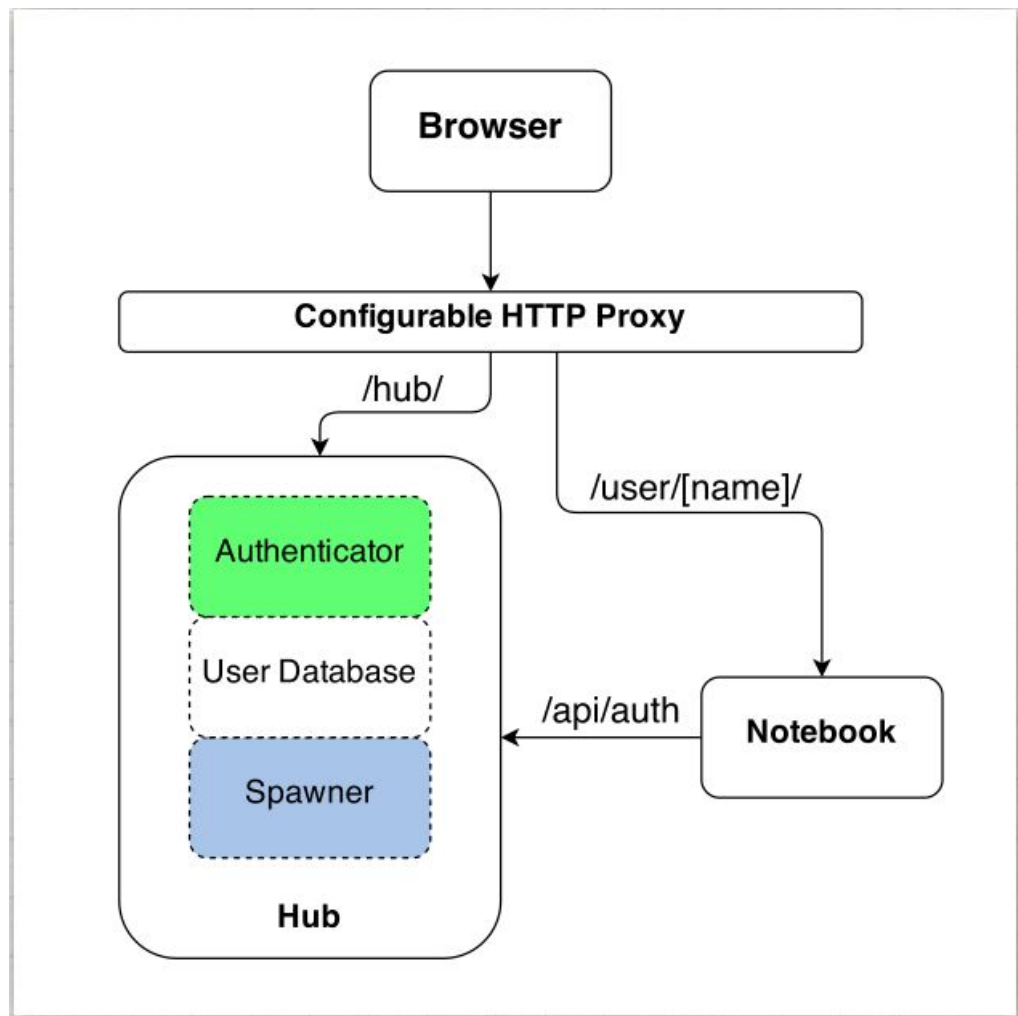 Browser
Configurable HTTP Proxy
/hub/
/user/[name]/
Authenticator
User Database
/api/auth
Notebook
Spawner
Hub